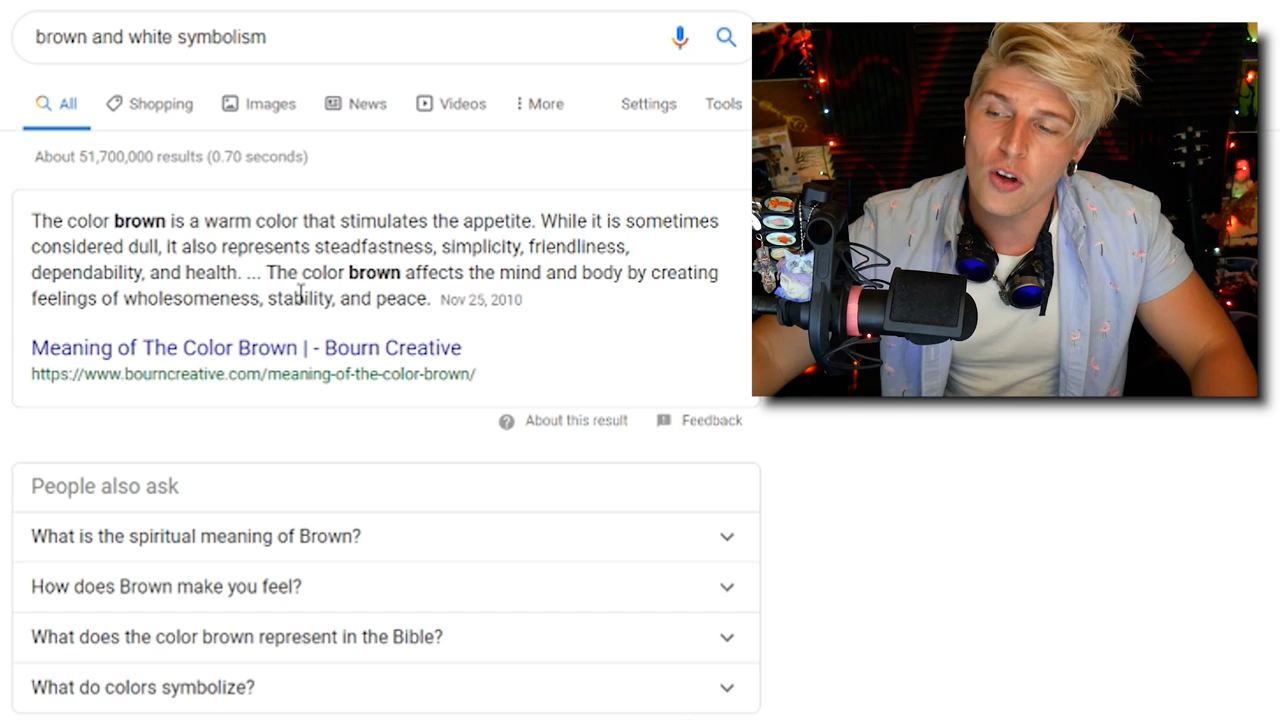 brown and white symbolism
All Shopping Images News Videos More Settings Tools
About 51,700,000 results (0.70 seconds)
The color brown is a warm color that stimulates the appetite. While it is sometimes
considered dull, it also represents steadfastness, simplicity, friendliness,
dependability, and health. ... The color brown affects the mind and body by creating
feelings of wholesomeness, stability, and peace. Nov 25, 2010
Meaning of The Color Brown | - Bourn Creative
https://www.bourncreative.com/meaning-of-the-color-brown/
About this result Feedback
People also ask
What is the spiritual meaning of Brown?
How does Brown make you feel?
What does the color brown represent in the Bible?
What do colors symbolize?